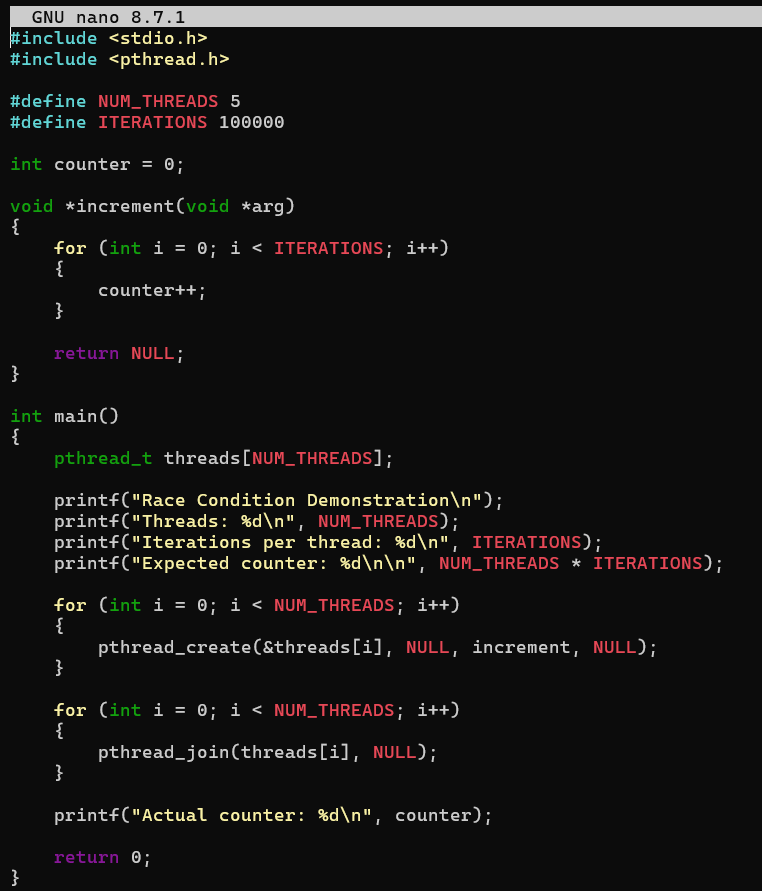 GNU nano 8.7.1
#include <stdio.h>
#include <pthread.h>

#define NUM_THREADS 5
#define ITERATIONS 100000

int counter = 0;

void *increment(void *arg)
{
    for (int i = 0; i < ITERATIONS; i++)
    {
        counter++;
    }

    return NULL;
}

int main()
{
    pthread_t threads[NUM_THREADS];

    printf("Race Condition Demonstration\n");
    printf("Threads: %d\n", NUM_THREADS);
    printf("Iterations per thread: %d\n", ITERATIONS);
    printf("Expected counter: %d\n\n", NUM_THREADS * ITERATIONS);

    for (int i = 0; i < NUM_THREADS; i++)
    {
        pthread_create(&threads[i], NULL, increment, NULL);
    }

    for (int i = 0; i < NUM_THREADS; i++)
    {
        pthread_join(threads[i], NULL);
    }

    printf("Actual counter: %d\n", counter);

    return 0;
}